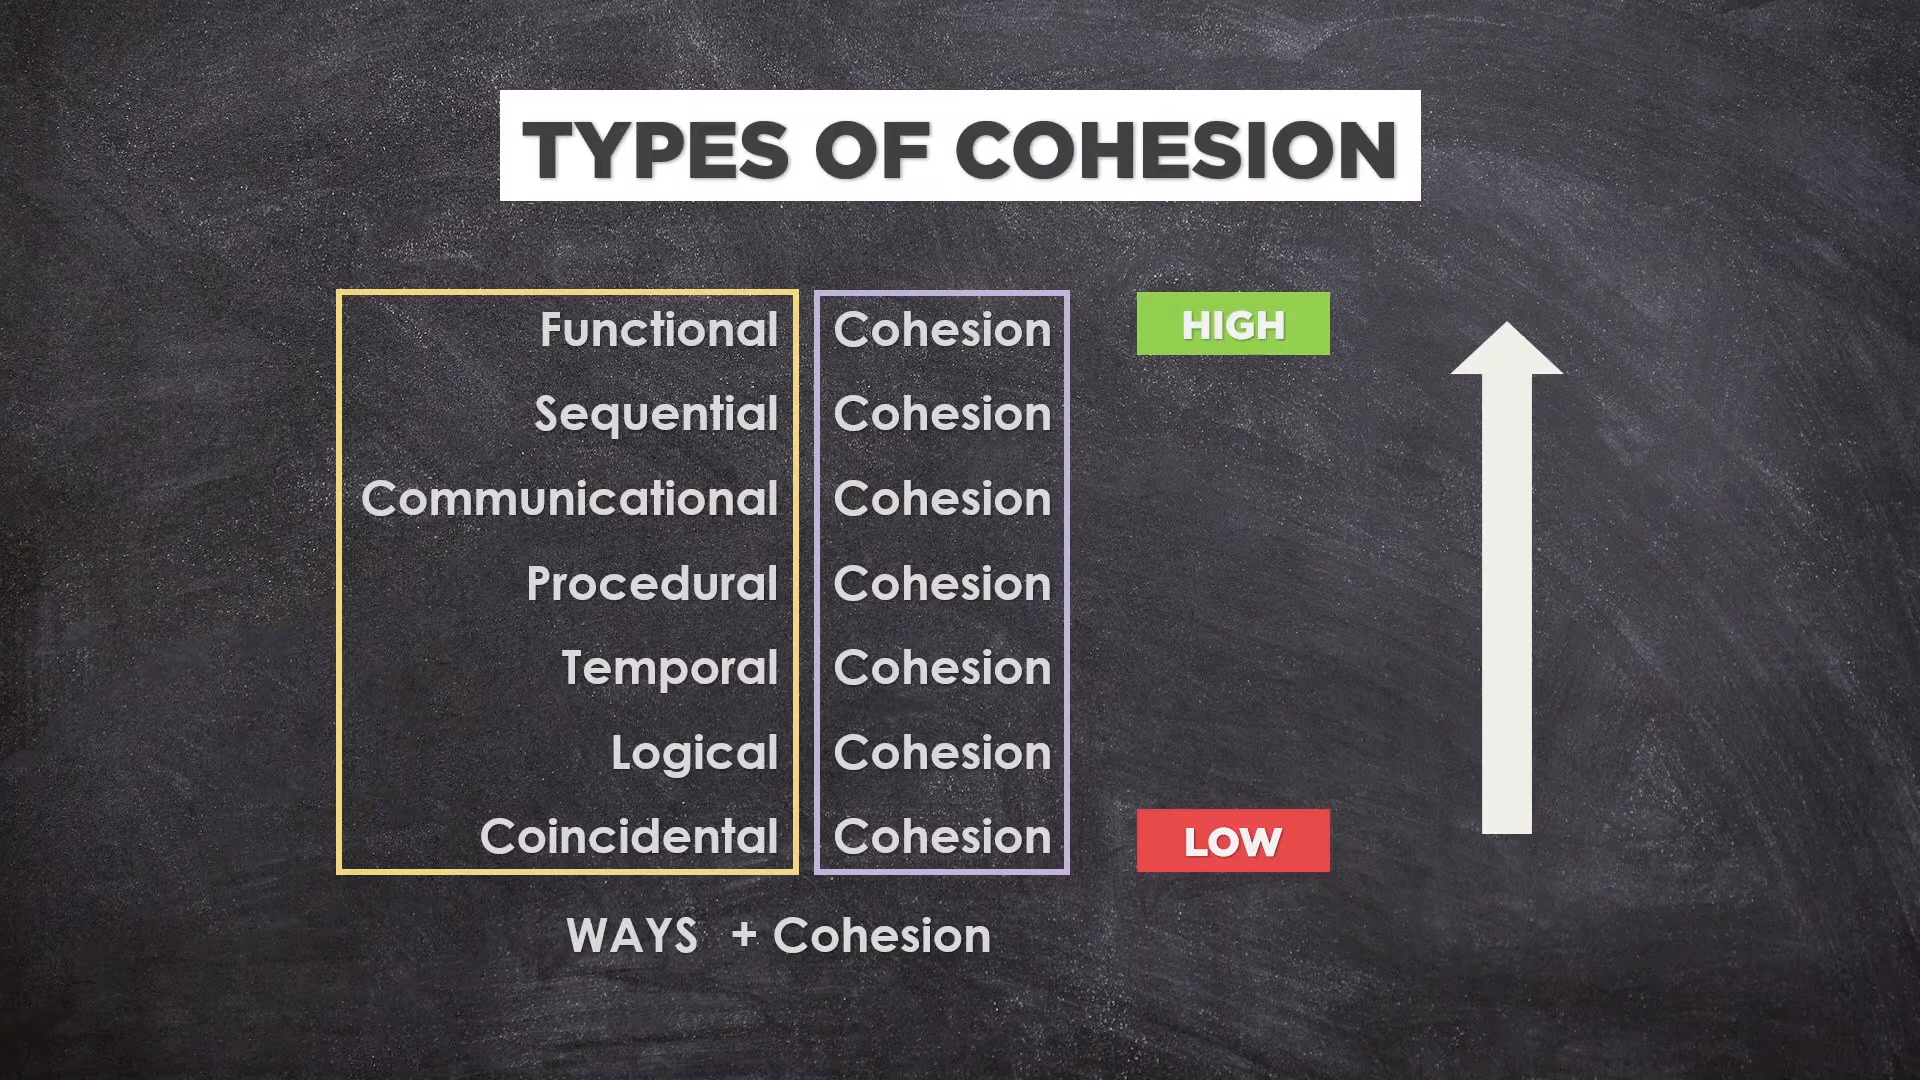 TYPES OF COHESION
Functional Cohesion HIGH
Sequential Cohesion
Communicational Cohesion
Procedural Cohesion
Temporal Cohesion
Logical Cohesion
Coincidental Cohesion LOW
WAYS + Cohesion